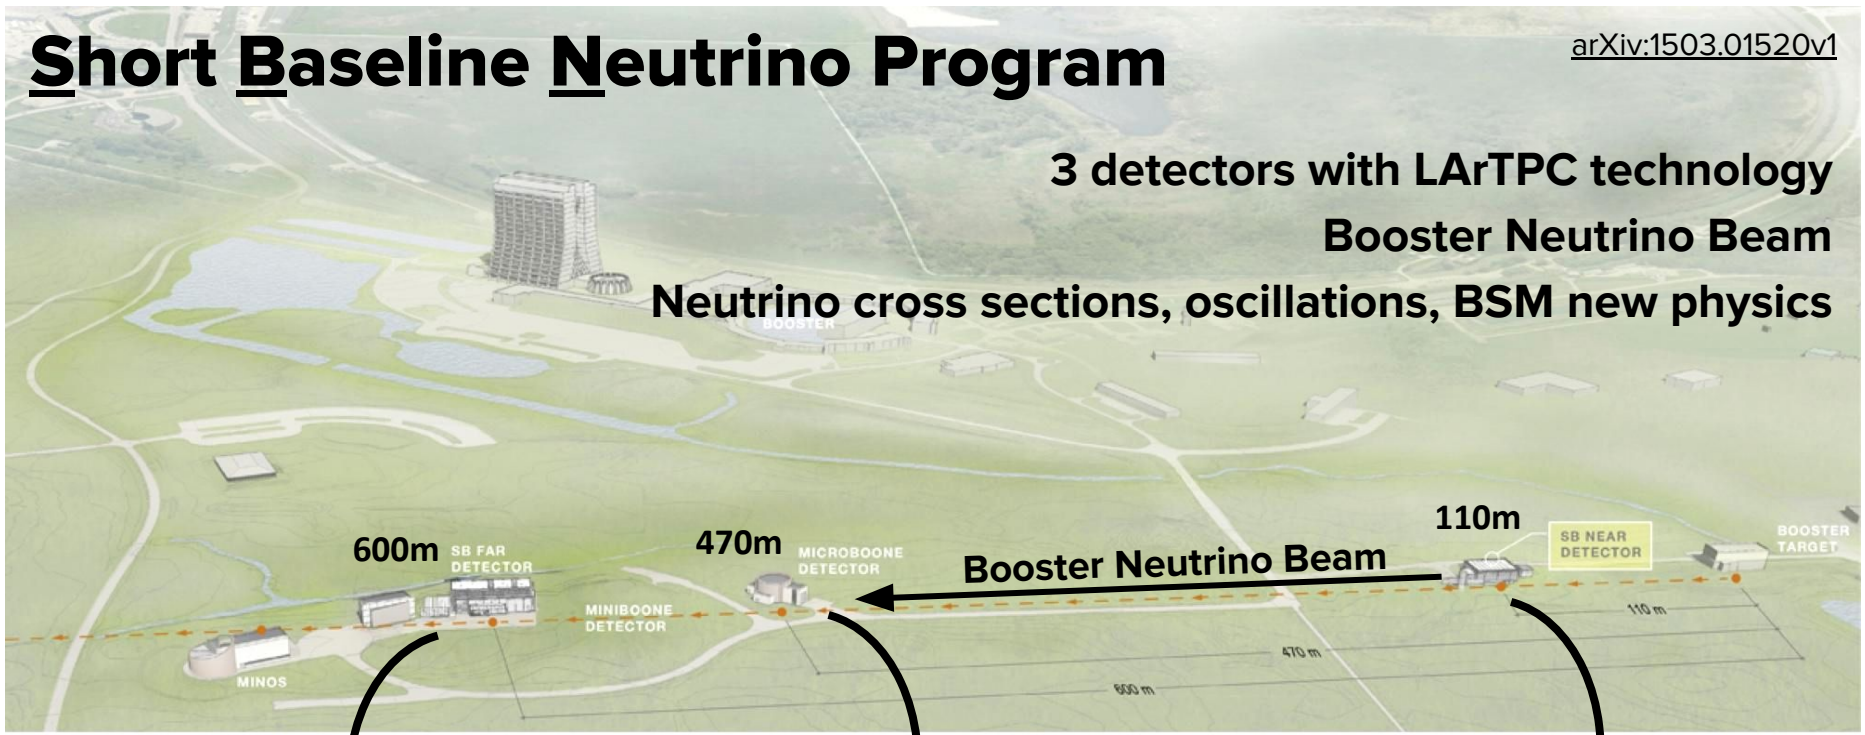 Short Baseline Neutrino Program
arXiv:1503.01520v1
3 detectors with LArTPC technology
Booster Neutrino Beam
Neutrino cross sections, oscillations, BSM new physics
BOOSTER
600m
SB FAR
DETECTOR
470m
MICROBOONE
DETECTOR
Booster Neutrino Beam
110m
SB NEAR
DETECTOR
BOOSTER
TARGET
MINIBOONE
DETECTOR
MINOS
110 m
470 m
600 m